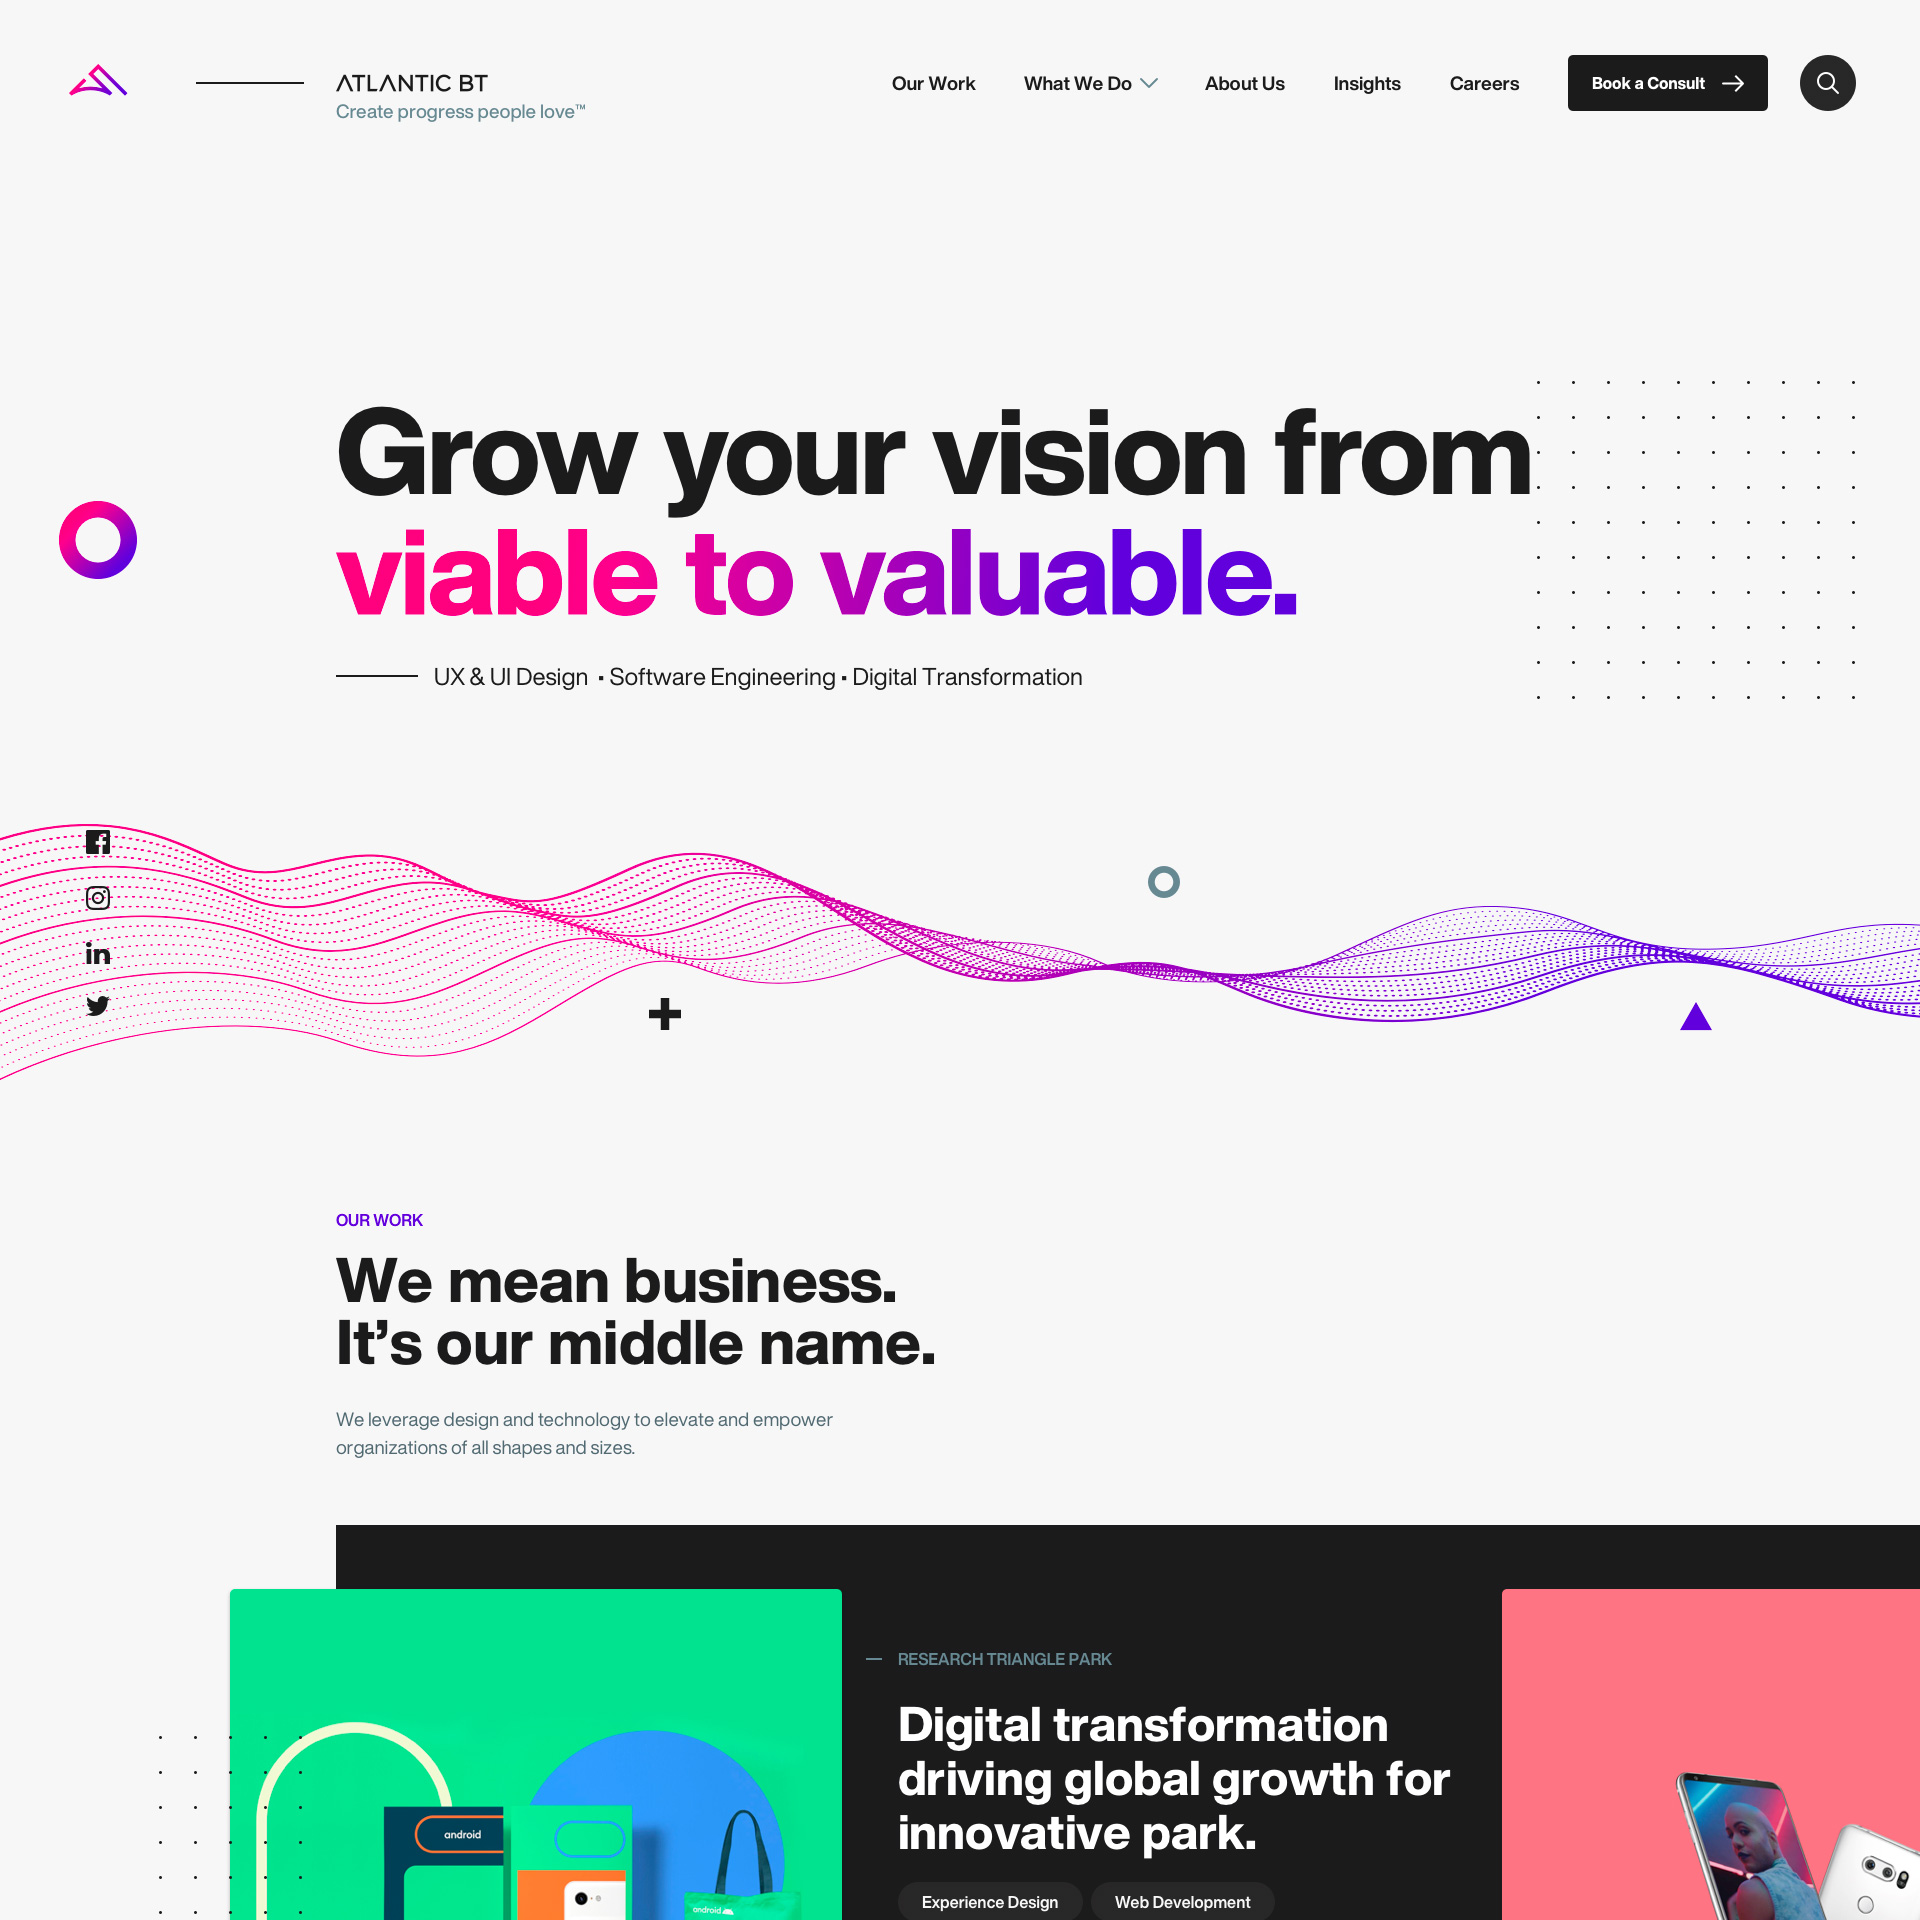 ATLANTIC BT
Create progress people love™
Our Work
What We Do
About Us
Insights
Careers
Book a Consult
Grow your vision from
viable to valuable.
UX & UI Design • Software Engineering • Digital Transformation
OUR WORK
We mean business.
It's our middle name.
We leverage design and technology to elevate and empower
organizations of all shapes and sizes.
RESEARCH TRIANGLE PARK
Digital transformation
driving global growth for
innovative park.
Experience Design
Web Development
android
android